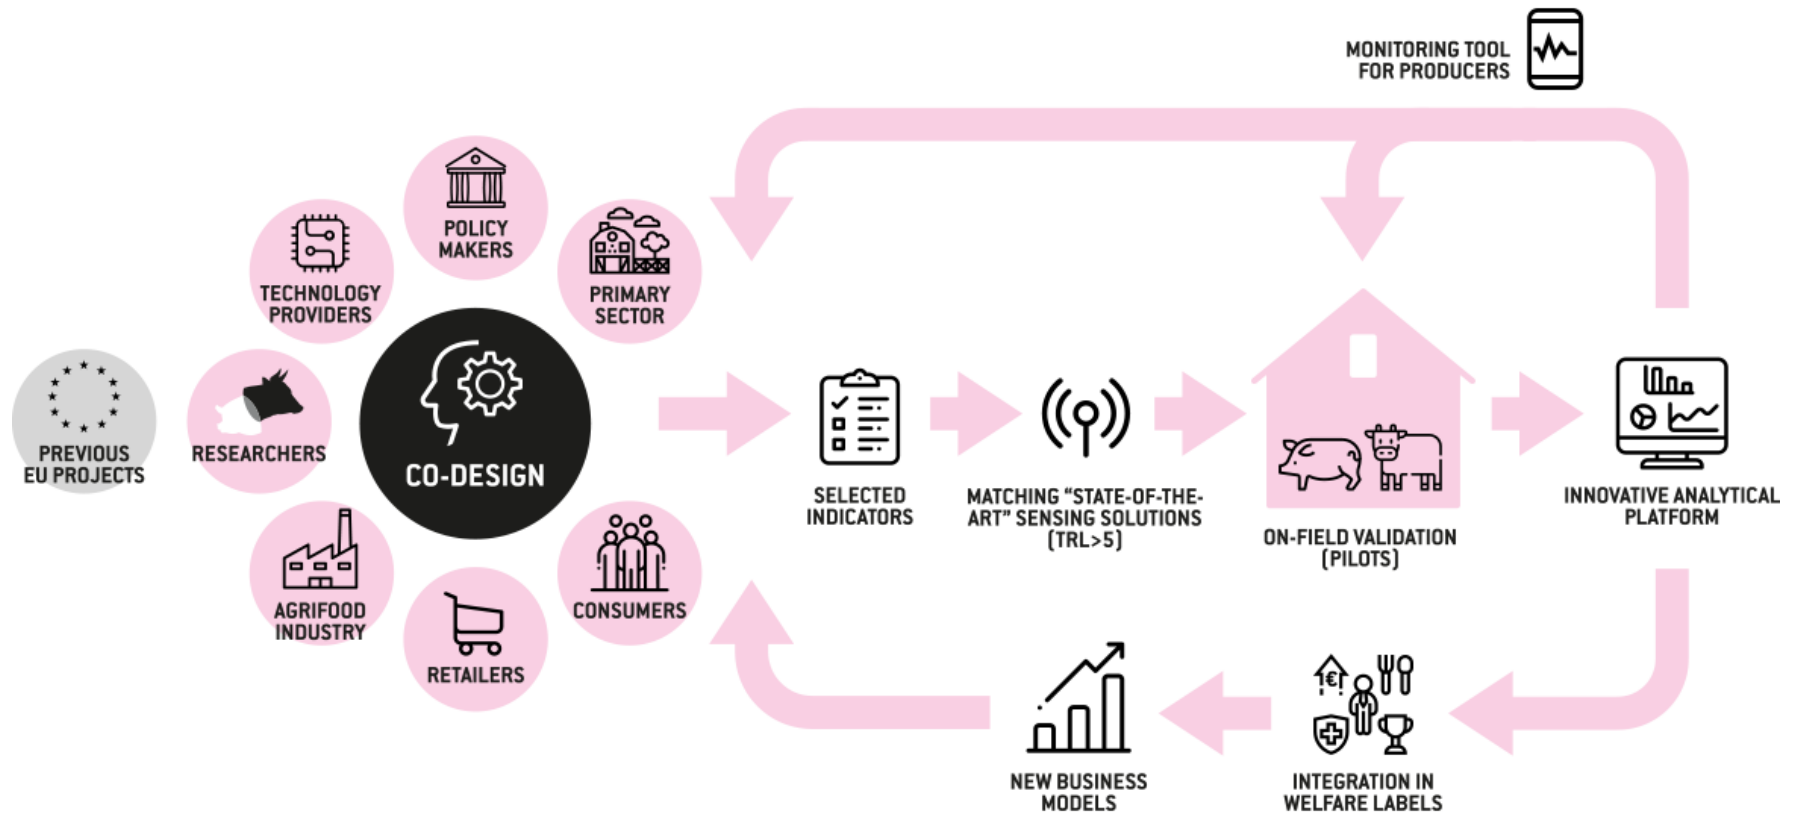 MONITORING TOOL
FOR PRODUCERS
POLICY
MAKERS
TECHNOLOGY
PROVIDERS
PRIMARY
SECTOR
PREVIOUS
EU PROJECTS
RESEARCHERS
CO-DESIGN
AGRIFOOD
INDUSTRY
RETAILERS
CONSUMERS
SELECTED
INDICATORS
MATCHING “STATE-OF-THE-
ART” SENSING SOLUTIONS
(TRL>5)
ON-FIELD VALIDATION
(PILOTS)
INNOVATIVE ANALYTICAL
PLATFORM
€
NEW BUSINESS
MODELS
INTEGRATION IN
WELFARE LABELS